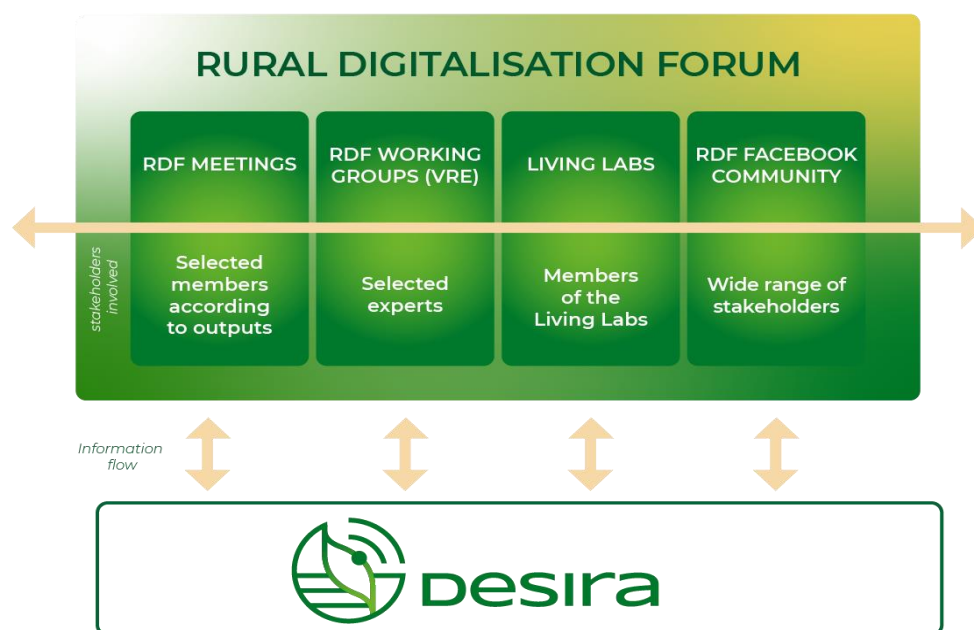 RURAL DIGITALISATION FORUM
RDF MEETINGS
RDF WORKING
GROUPS (VRE)
LIVING LABS
RDF FACEBOOK
COMMUNITY
stakeholders
involved
Selected
members
according
to outputs
Selected
experts
Members
of the
Living Labs
Wide range of
stakeholders
Information
flow
DESIRA